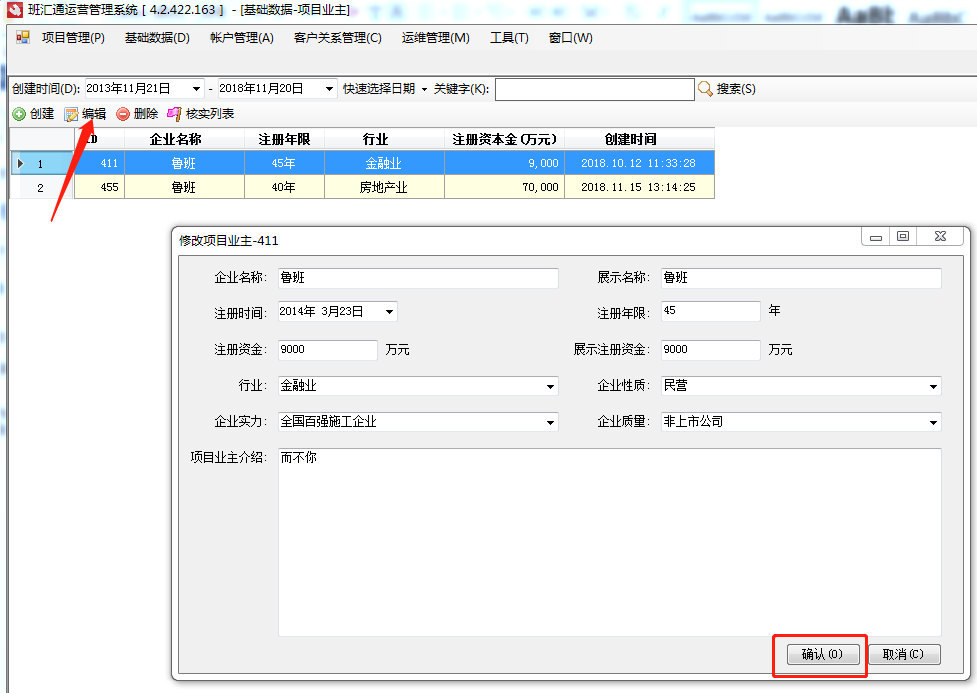 班汇通运营管理系统 [ 4.2.422.163 ] - [基础数据-项目业主]
项目管理(P) 基础数据(D) 帐户管理(A) 客户关系管理(C) 运维管理(M) 工具(T) 窗口(W)
创建时间(D): 2013年11月21日 - 2018年11月20日 快速选择日期 关键字(K): 搜索(S)
创建 编辑 删除 核实列表
企业名称 注册年限 行业 注册资本金(万元) 创建时间
1 411 鲁班 45年 金融业 9,000 2018.10.12 11:33:28
2 455 鲁班 40年 房地产业 70,000 2018.11.15 13:14:25
修改项目业主-411
企业名称: 鲁班 展示名称: 鲁班
注册时间: 2014年 3月23日 注册年限: 45 年
注册资金: 9000 万元 展示注册资金: 9000 万元
行业: 金融业 企业性质: 民营
企业实力: 全国百强施工企业 企业质量: 非上市公司
项目业主介绍: 而不你
确认(O) 取消(C)